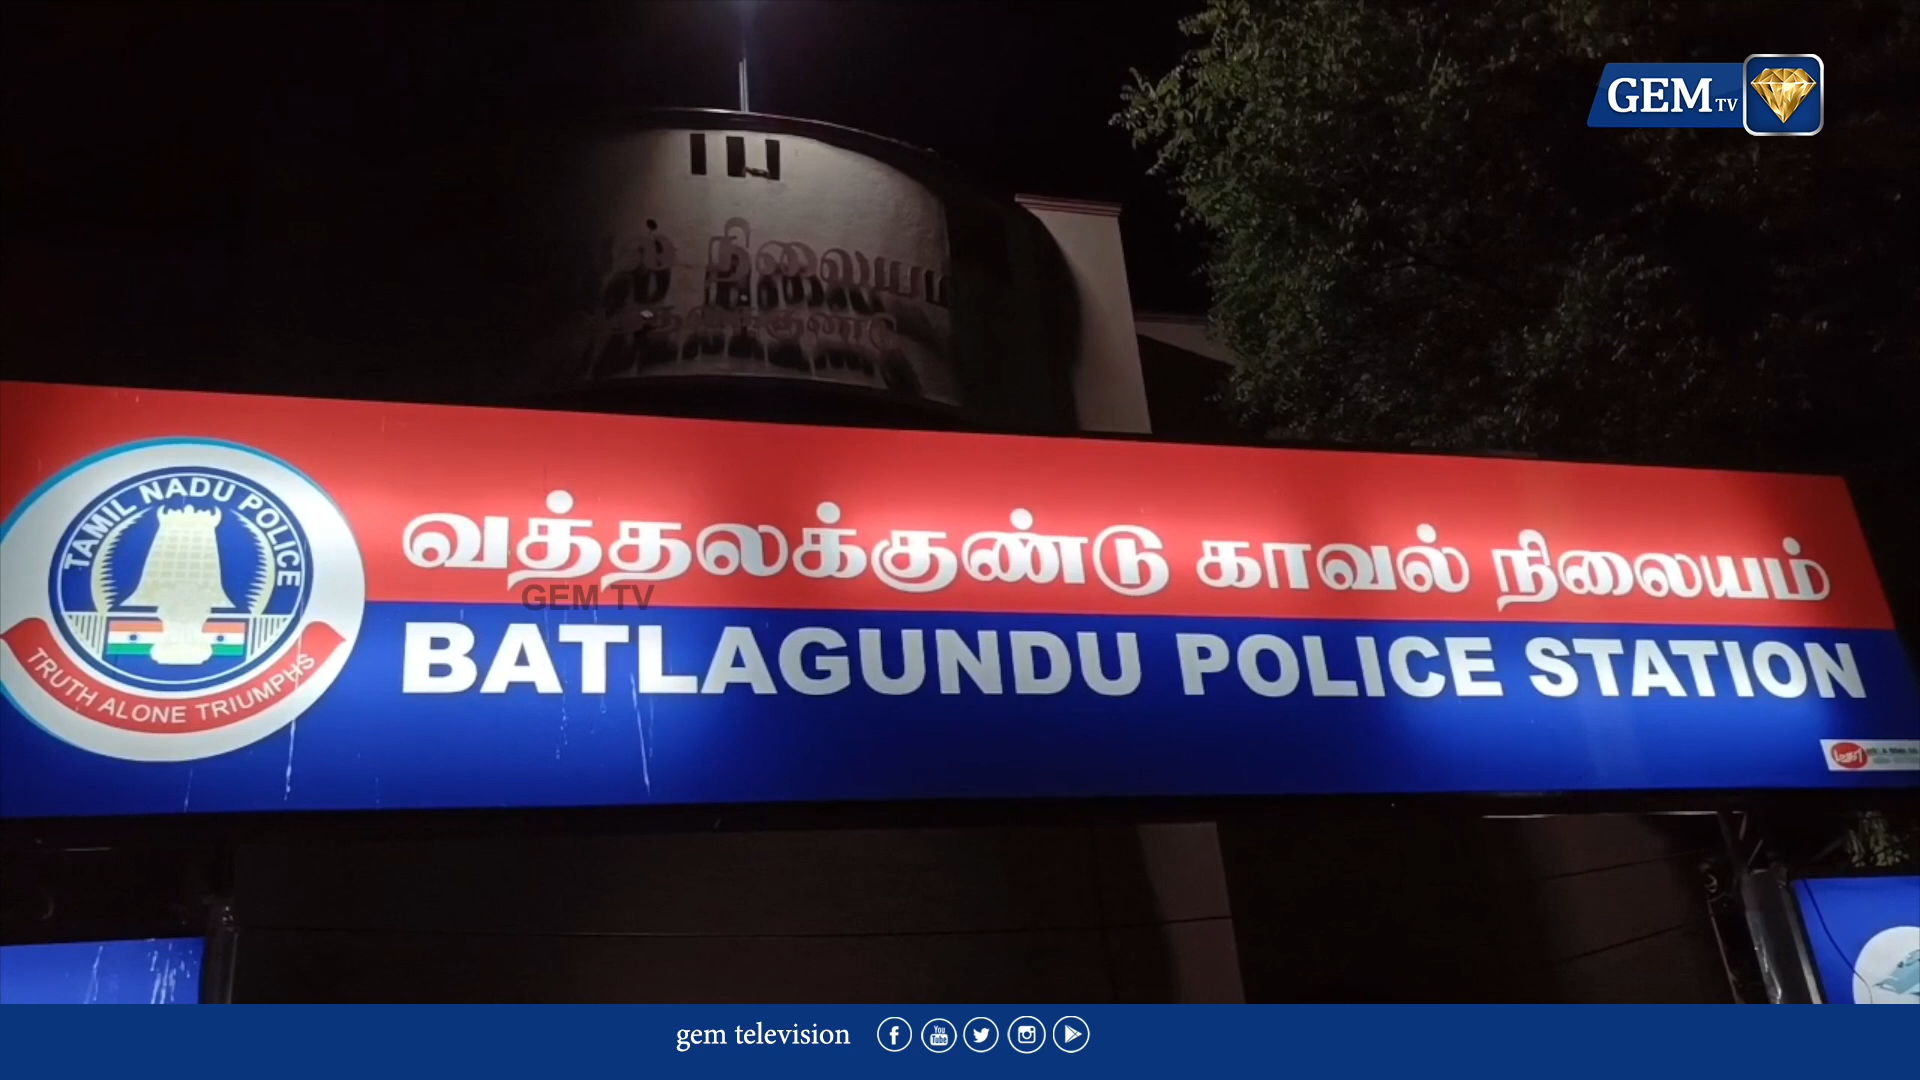 GEM TV
நிலையம்
TAMIL NADU POLICE
TRUTH ALONE TRIUMPHS
வத்தலக்குண்டு காவல் நிலையம்
GEM TV
BATLAGUNDU POLICE STATION
gem television